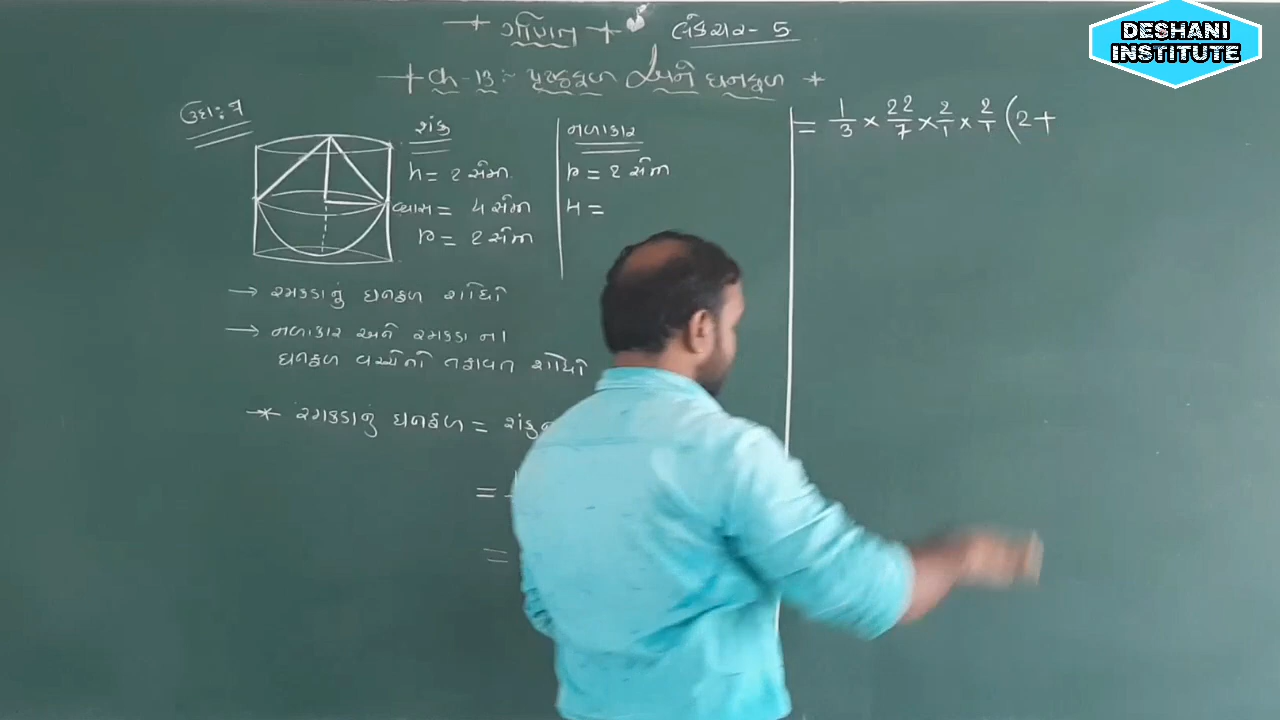 * ગણિત * લેક્ચર - 5
* Ch - 13 :- પૃષ્ઠફળ અને ઘનફળ *
ઉદા : 7
શંકુ
h = 2 સેમી
વ્યાસ = 4 સેમી
r = 2 સેમી
નળાકાર
r = 2 સેમી
H =
→ રમકડાનું ઘનફળ શોધો
→ નળાકાર અને રમકડા ના
ઘનફળ વચ્ચેનો તફાવત શોધો
* રમકડાનું ઘનફળ =
=
=
= 1/3 × 22/7 × 2/1 × 2/1 (2 +
DESHANI
INSTITUTE